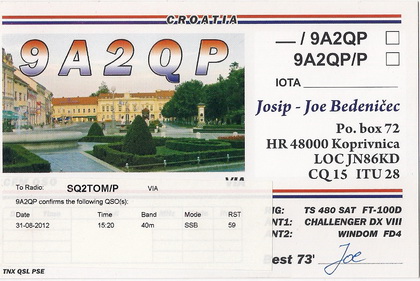 CROATIA
9A2QP
__ / 9A2QP
9A2QP/P
IOTA
Josip - Joe Bedeničec
Po. box 72
HR 48000 Koprivnica
LOC JN86KD
CQ 15 ITU 28
To Radio: SQ2TOM/P VIA
9A2QP confirms the following QSO(s):
Date Time Band Mode RST
31-08-2012 15:20 40m SSB 59
TS 480 SAT FT-100D
CHALLENGER DX VIII
WINDOM FD4
Best 73'
Joe
TNX QSL PSE